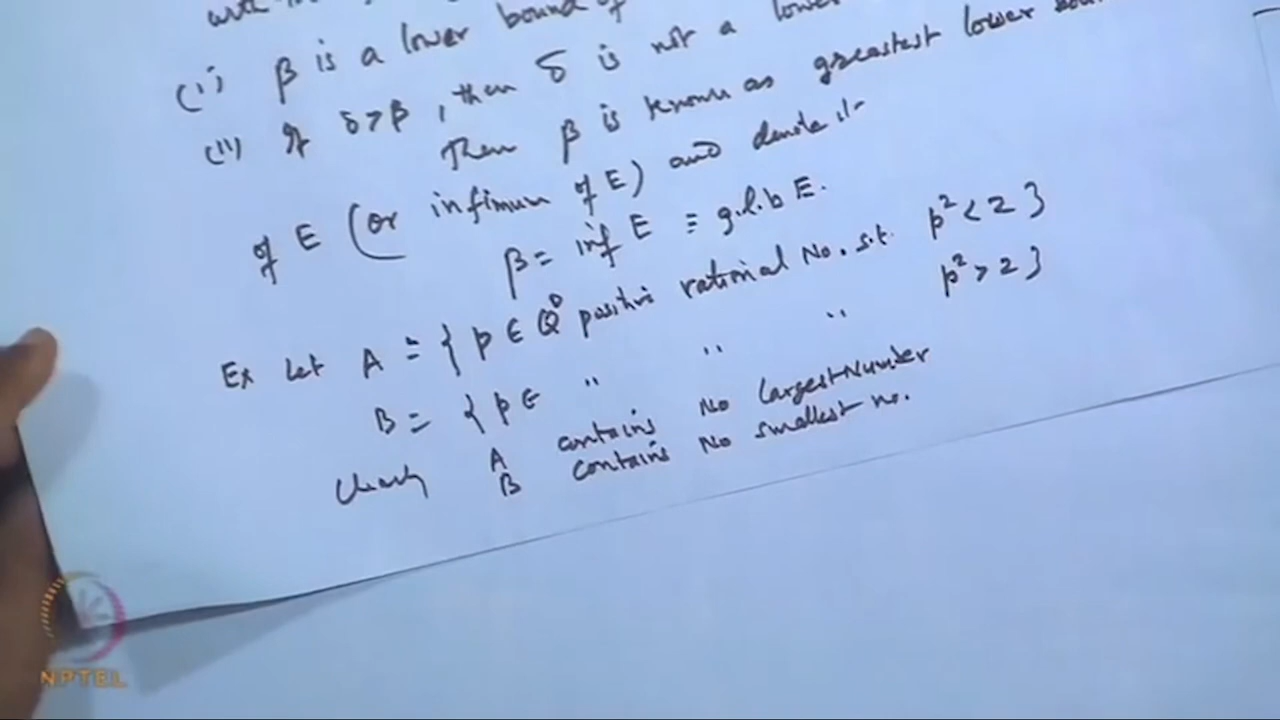 with
(i) β is a lower bound of
(ii) If δ > β, then δ is not a lower
Then β is known as greatest lower
of E (or infimum of E) and denote it
β = inf E ≡ g.l.b E.
Ex Let A = { p ∈ Q positive rational No. s.t. p² < 2 }
B = { p ∈ " " " p² > 2 }
Clearly A contains No largest Number
B contains No smallest no.
NPTEL